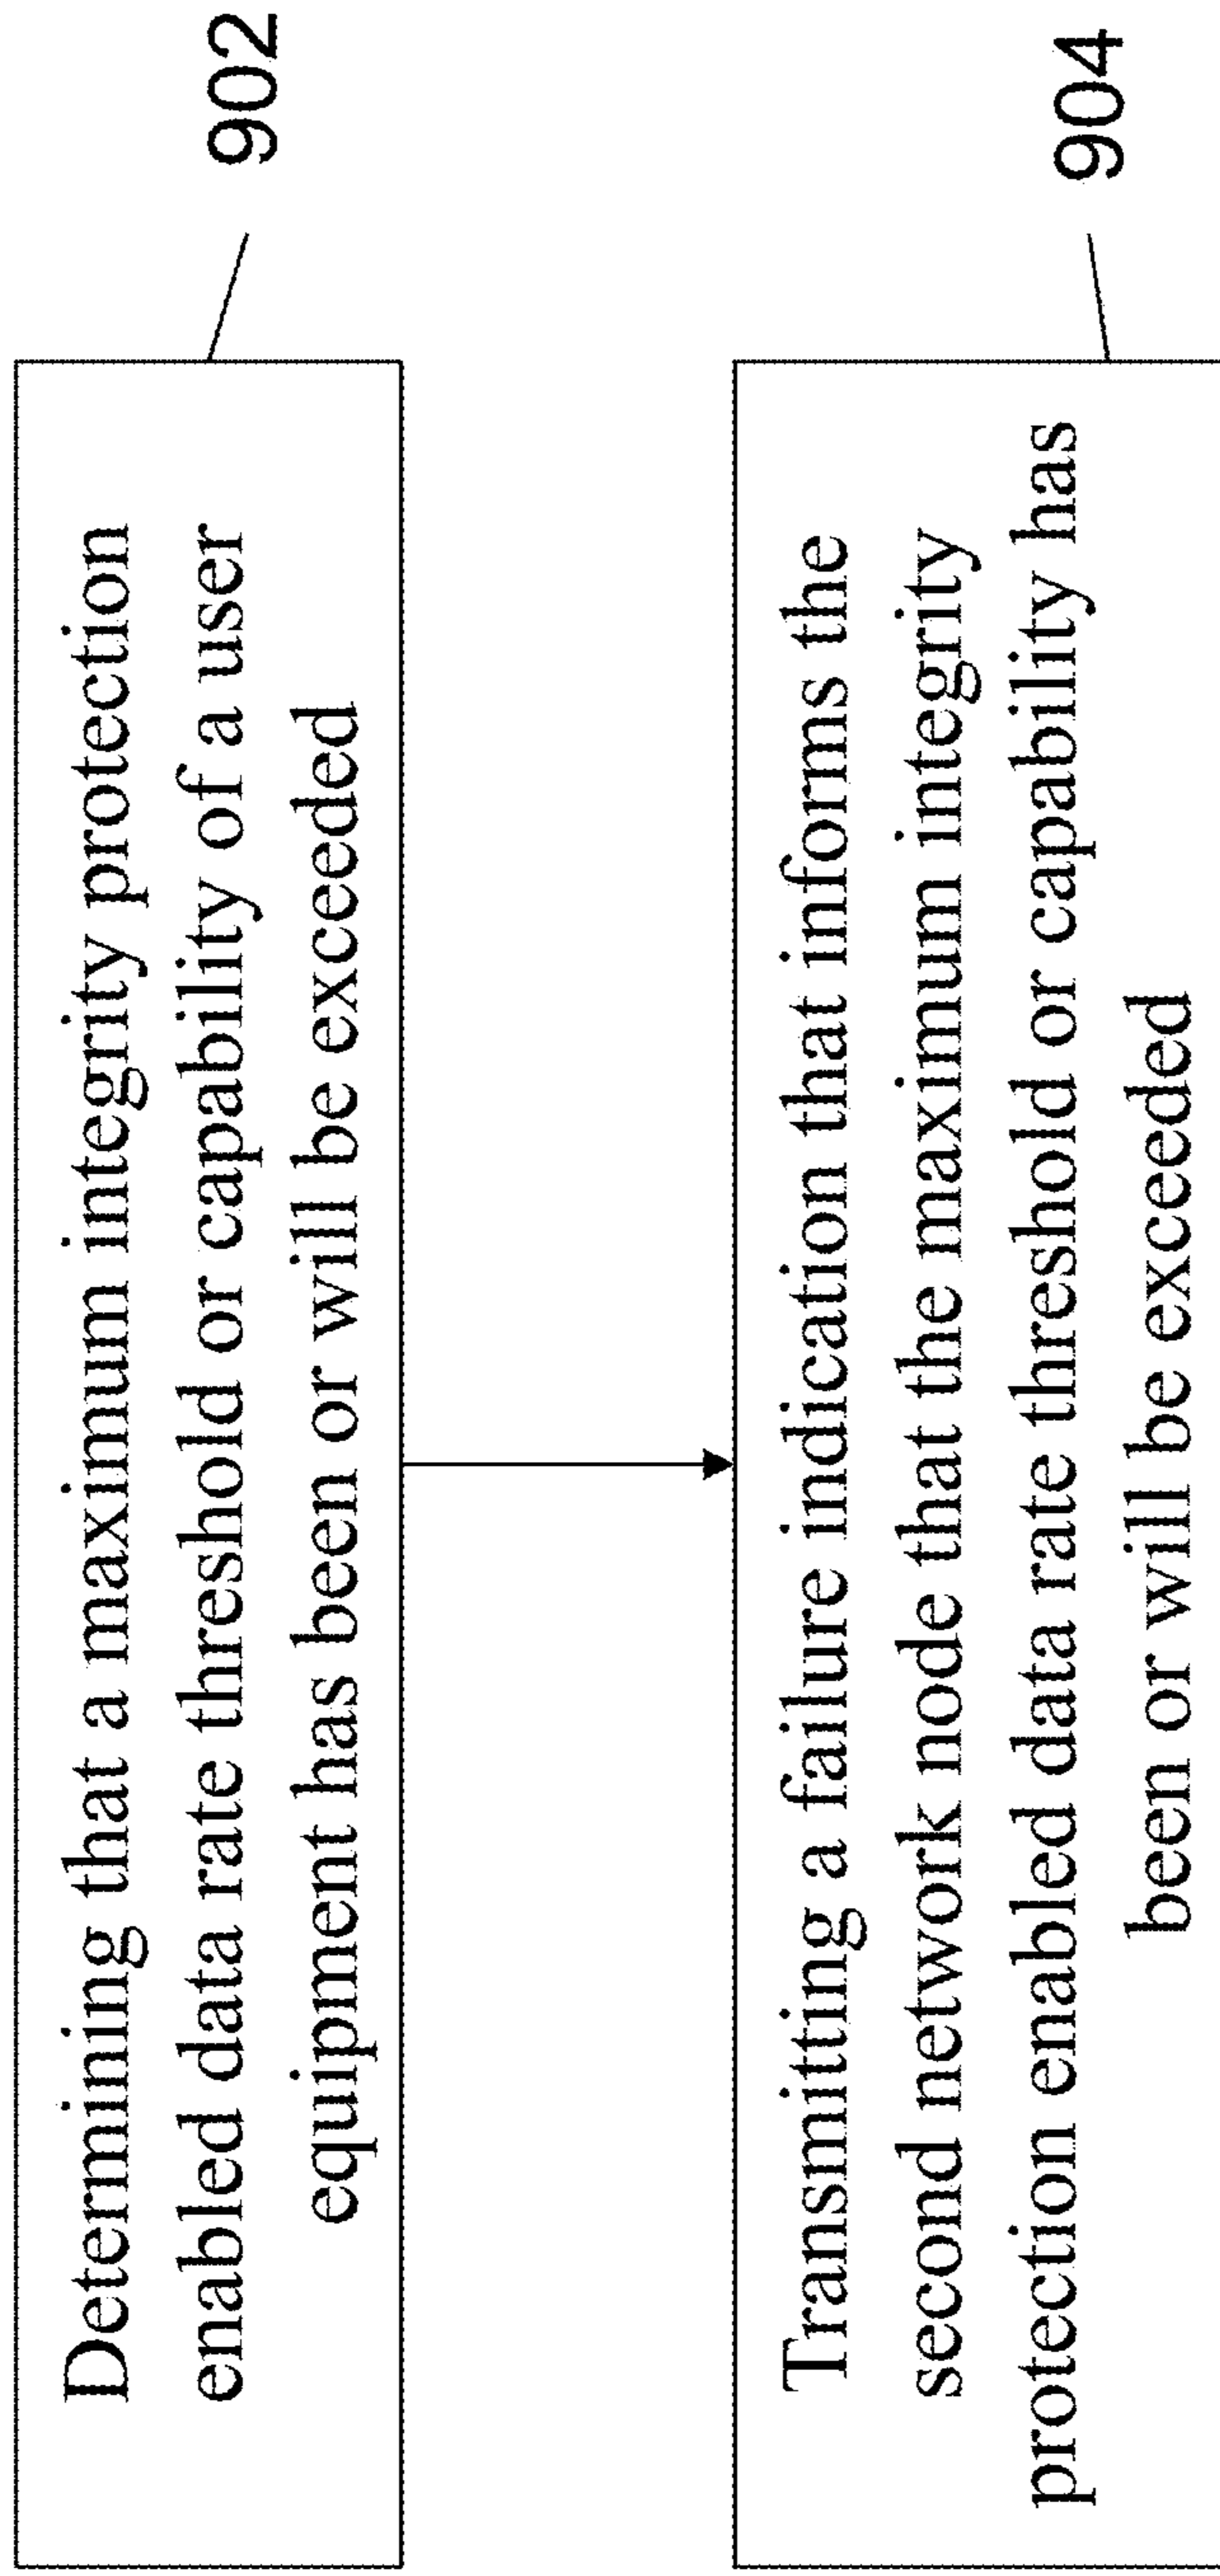 Determining that a maximum integrity protection
enabled data rate threshold or capability of a user
equipment has been or will be exceeded
902
Transmitting a failure indication that informs the
second network node that the maximum integrity
protection enabled data rate threshold or capability has
been or will be exceeded
904